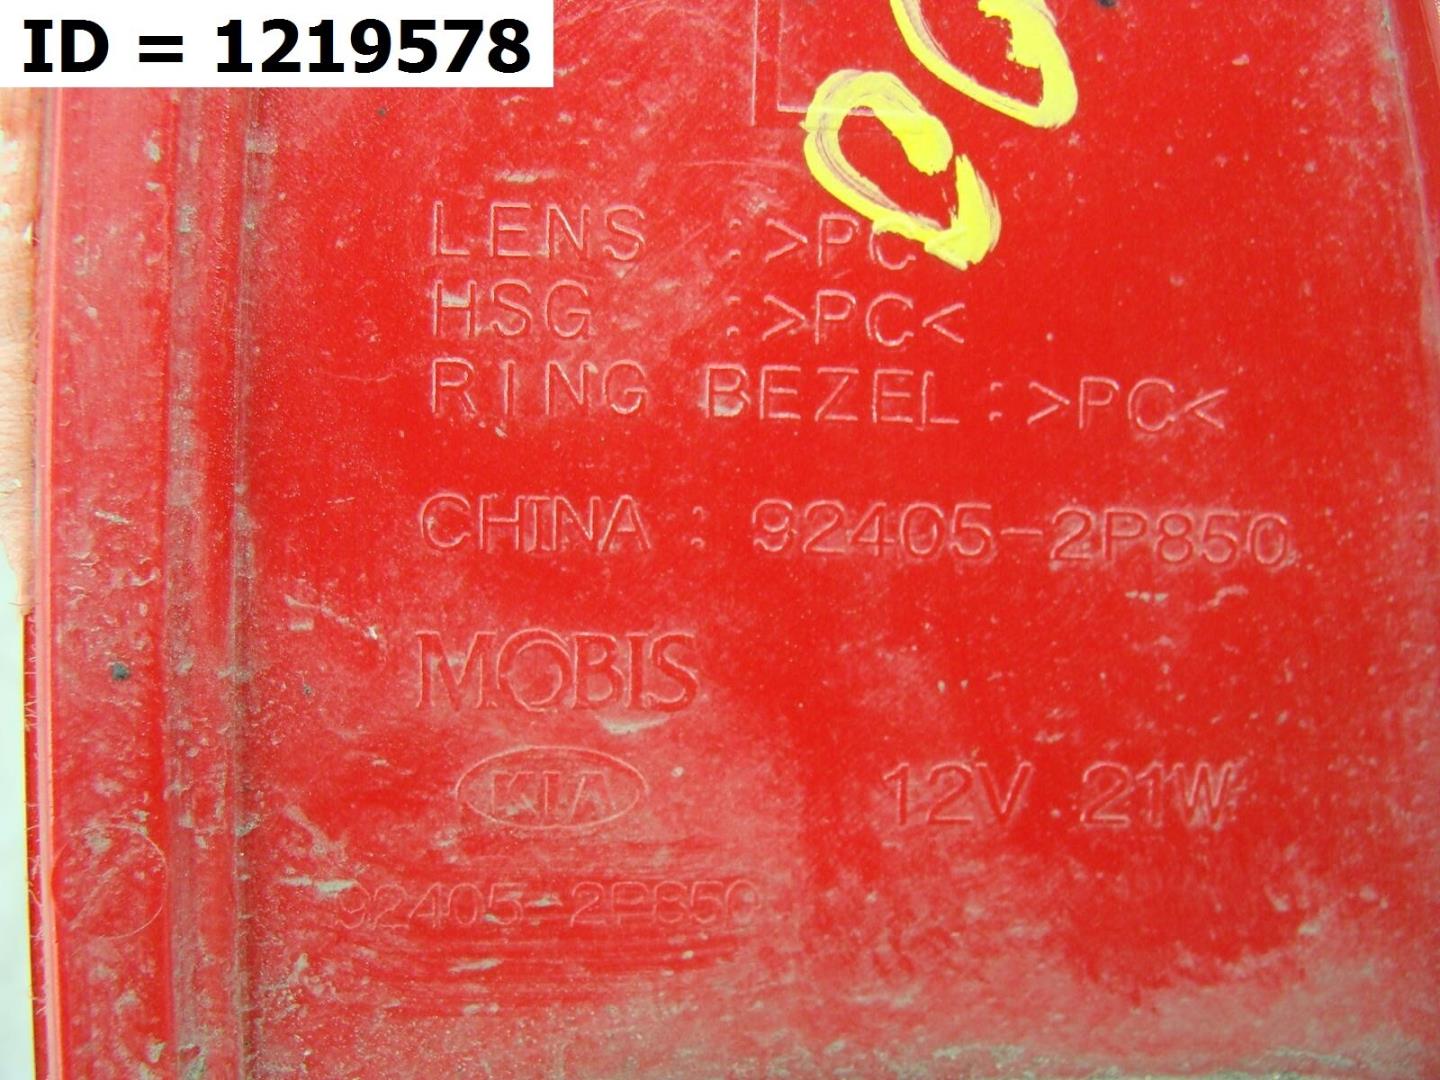 ID = 1219578
LENS :>PC
HSG :>PC<
RING BEZEL:>PC<
CHINA : 92405-2P850
MOBIS
KIA
12V 21W
92405-2P850